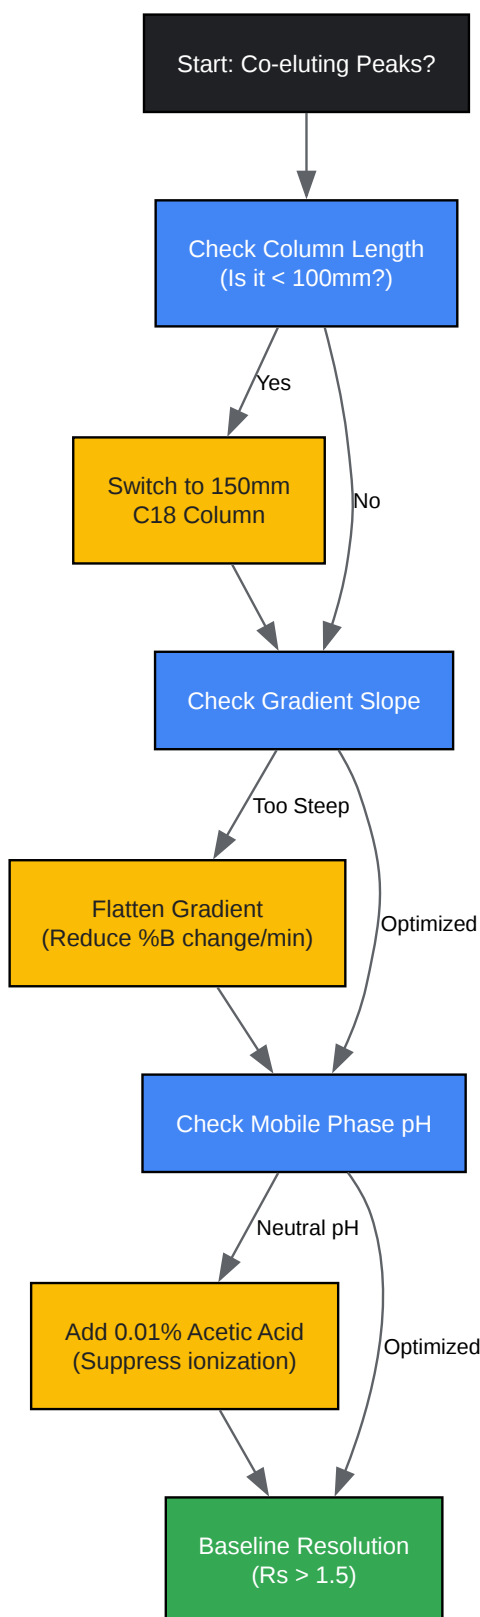 Start: Co-eluting Peaks?
Check Column Length
(Is it < 100mm?)
Yes
Switch to 150mm
C18 Column
No
Check Gradient Slope
Too Steep
Flatten Gradient
(Reduce %B change/min)
Optimized
Check Mobile Phase pH
Neutral pH
Add 0.01% Acetic Acid
(Suppress ionization)
Optimized
Baseline Resolution
(Rs > 1.5)